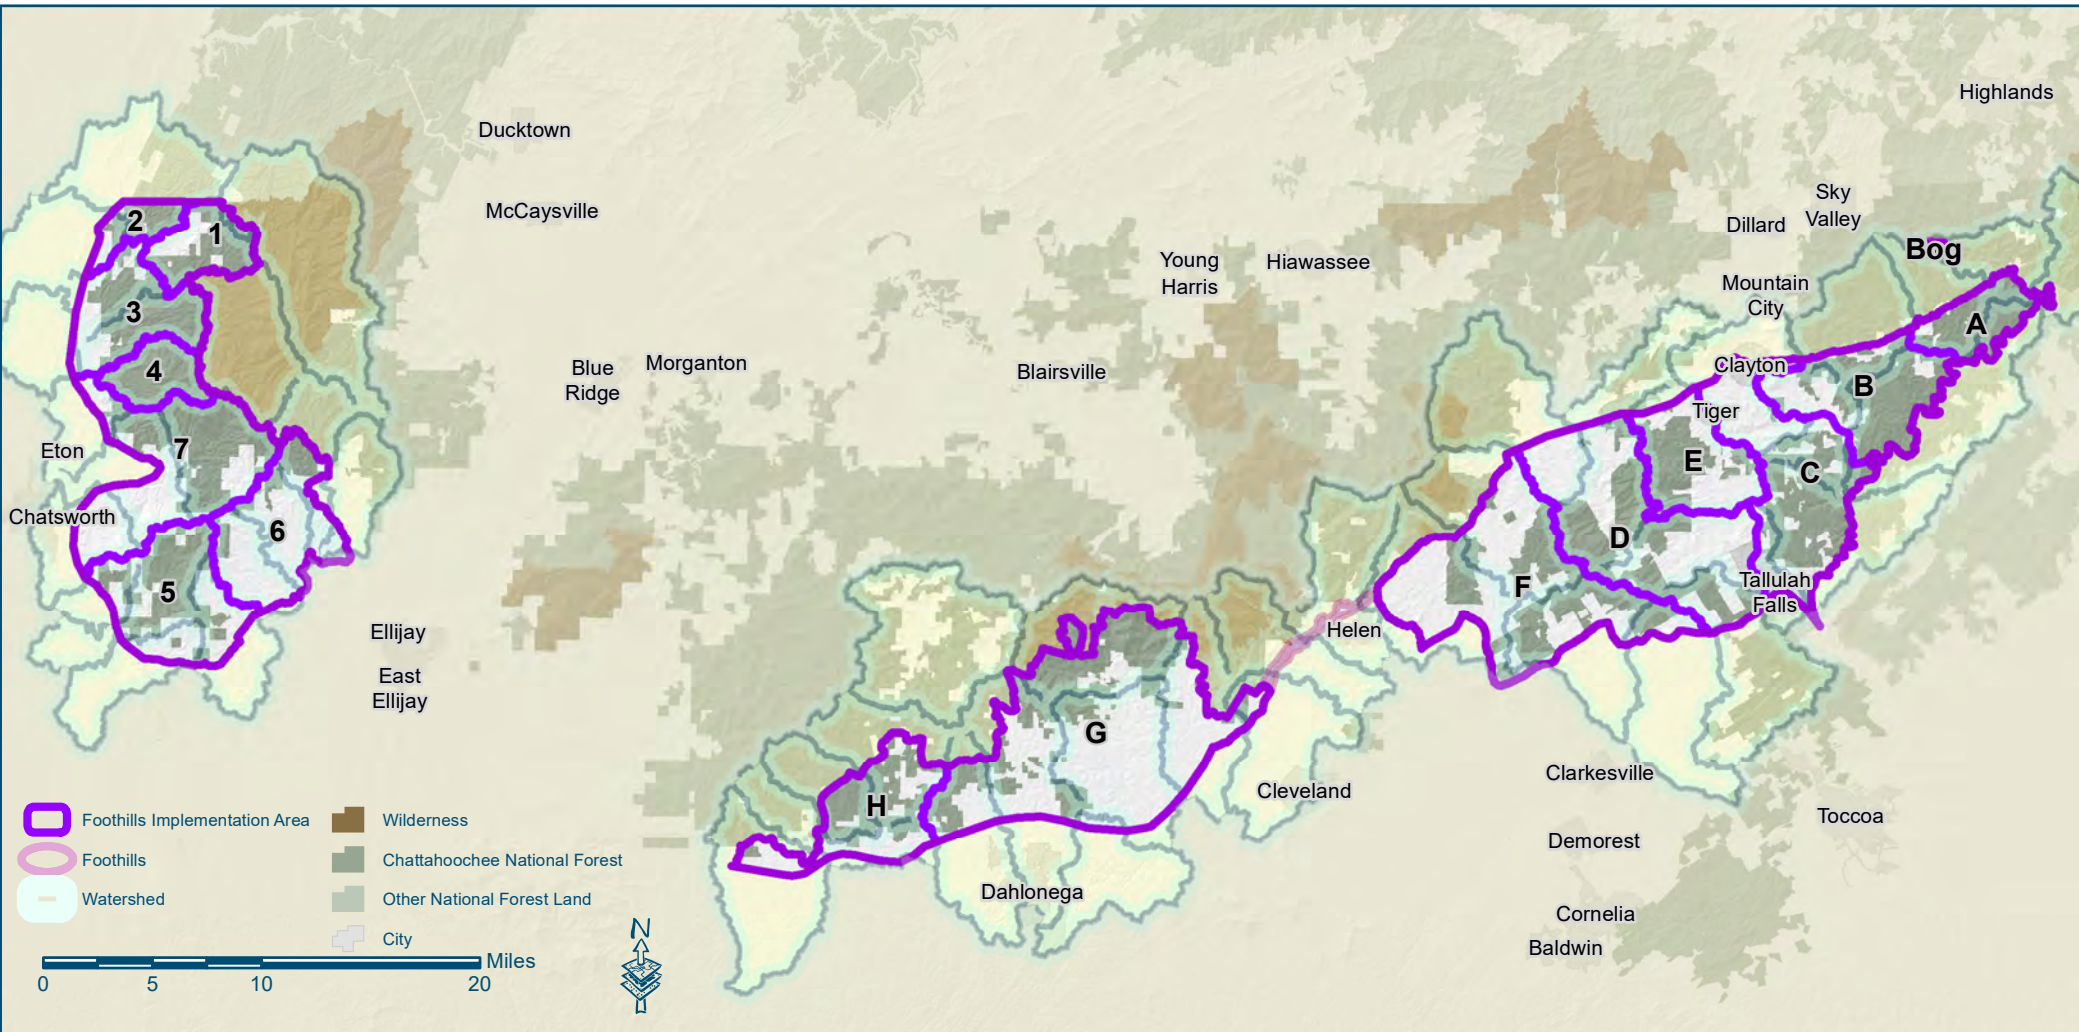 Highlands
Ducktown
Sky
Valley
McCaysville
2
1
Dillard
Bog
Young
Harris
Hiawassee
Mountain
City
3
A
4
Blue
Ridge
Morganton
Blairsville
Clayton
B
Tiger
Eton
7
E
C
Chatsworth
6
D
5
F
Tallulah
Falls
Ellijay
Helen
East
Ellijay
G
Clarkesville
Cleveland
H
Toccoa
Demorest
Dahlonega
Cornelia
Baldwin
Foothills Implementation Area
Foothills
Watershed
Wilderness
Chattahoochee National Forest
Other National Forest Land
City
N
Miles
0 5 10 20